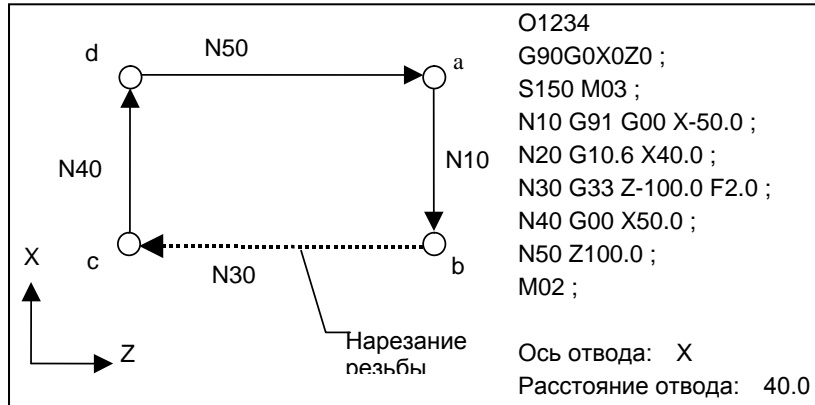 N50
d
a
N40
N10
c
b
N30
X
Z
Нарезание
резьбы
O1234
G90G0X0Z0 ;
S150 M03 ;
N10 G91 G00 X-50.0 ;
N20 G10.6 X40.0 ;
N30 G33 Z-100.0 F2.0 ;
N40 G00 X50.0 ;
N50 Z100.0 ;
M02 ;
Ось отвода: X
Расстояние отвода: 40.0